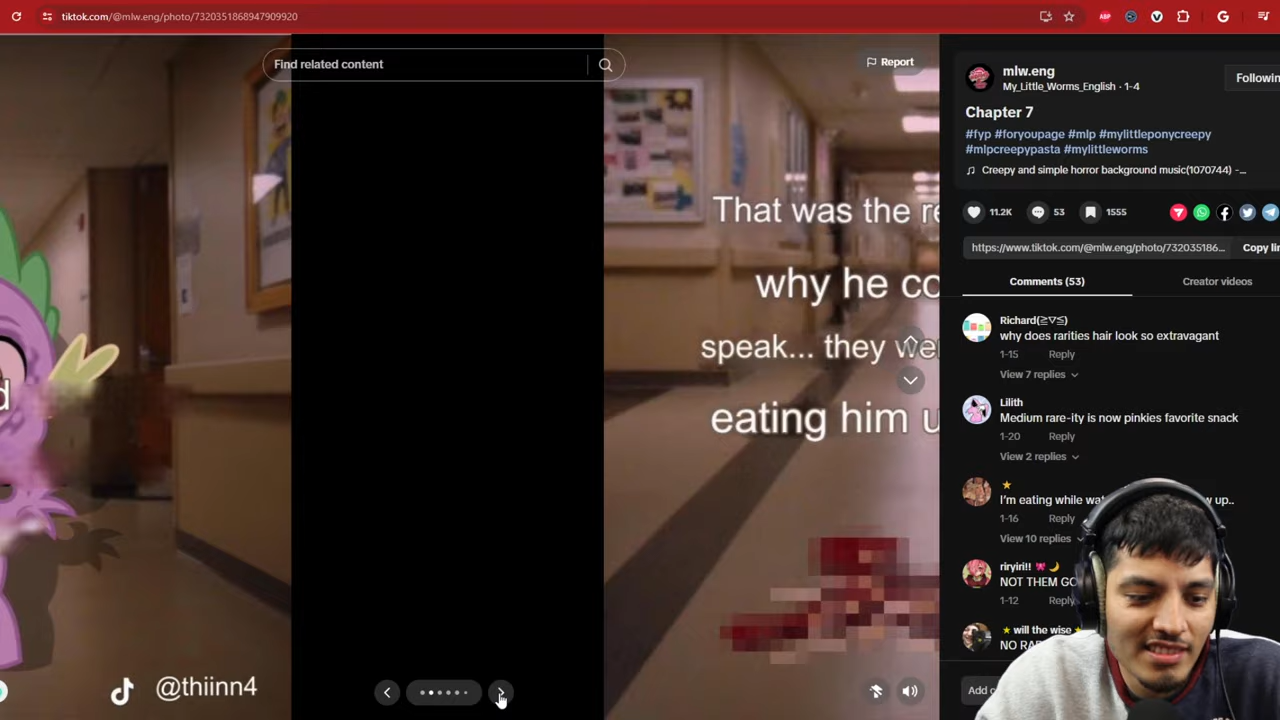 tiktok.com/@mlw.eng/photo/7320351868947909920
ABP
G
Find related content
Report
That was the re
why he co
speak... they wer
eating him u
d
@thiinn4
mlw.eng
My_Little_Worms_English · 1-4
Followin
Chapter 7
#fyp #foryoupage #mlp #mylittleponycreepy
#mlpcreepypasta #mylittleworms
Creepy and simple horror background music(1070744) -...
11.2K
53
1555
https://www.tiktok.com/@mlw.eng/photo/732035186...
Copy lin
Comments (53)
Creator videos
Richard(≧▽≦)
why does rarities hair look so extravagant
1-15 Reply
View 7 replies
Lilith
Medium rare-ity is now pinkies favorite snack
1-20 Reply
View 2 replies
I'm eating while wat w up..
1-16 Reply
View 10 replies
riryiri!!
NOT THEM GO
1-12 Reply
will the wise
NO RA
Add c